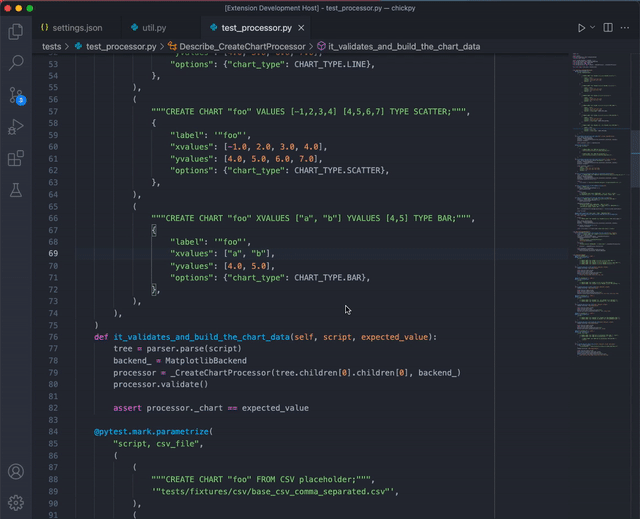 [Extension Development Host] - test_processor.py — chickpy
settings.json
util.py
test_processor.py
tests > test_processor.py > Describe_CreateChartProcessor > it_validates_and_build_the_chart_data
53 "options": {"chart_type": CHART_TYPE.LINE},
54 },
55 ),
56 (
57 """CREATE CHART "foo" VALUES [-1,2,3,4] [4,5,6,7] TYPE SCATTER;""",
58 {
59 "label": '"foo"',
60 "xvalues": [-1.0, 2.0, 3.0, 4.0],
61 "yvalues": [4.0, 5.0, 6.0, 7.0],
62 "options": {"chart_type": CHART_TYPE.SCATTER},
63 },
64 ),
65 (
66 """CREATE CHART "foo" XVALUES ["a", "b"] YVALUES [4,5] TYPE BAR;""",
67 {
68 "label": '"foo"',
69 "xvalues": ["a", "b"],
70 "yvalues": [4.0, 5.0],
71 "options": {"chart_type": CHART_TYPE.BAR},
72 },
73 ),
74 ),
75 )
76 def it_validates_and_build_the_chart_data(self, script, expected_value):
77 tree = parser.parse(script)
78 backend_ = MatplotlibBackend
79 processor = _CreateChartProcessor(tree.children[0].children[0], backend_)
80 processor.validate()
81
82 assert processor._chart == expected_value
83
84 @pytest.mark.parametrize(
85 "script, csv_file",
86 (
87 (
88 """CREATE CHART "foo" FROM CSV placeholder;""",
89 '"tests/fixtures/csv/base_csv_comma_separated.csv"',
90 ),
91 (